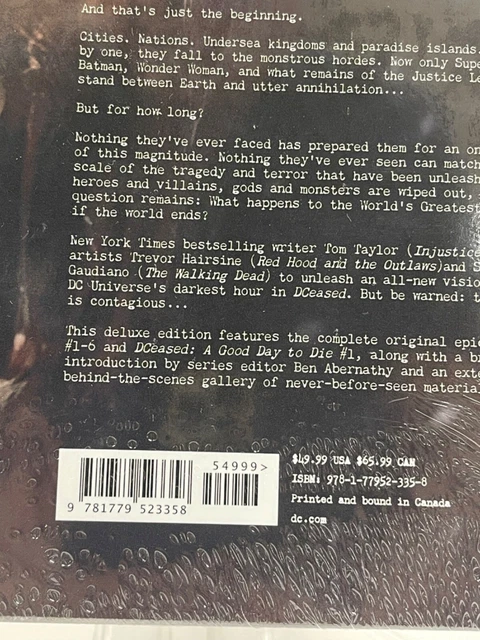 And that's just the beginning.
Cities. Nations. Undersea kingdoms and paradise islands.
by one, they fall to the monstrous hordes. Now only Supe
Batman, Wonder Woman, and what remains of the Justice Le
stand between Earth and utter annihilation...
But for how long?
Nothing they've ever faced has prepared them for an on
of this magnitude. Nothing they've ever seen can match
scale of the tragedy and terror that have been unleash
heroes and villains, gods and monsters are wiped out,
question remains: What happens to the World's Greatest
if the world ends?
New York Times bestselling writer Tom Taylor (Injustice
artists Trevor Hairsine (Red Hood and the Outlaws)and S
Gaudiano (The Walking Dead) to unleash an all-new visio
DC Universe's darkest hour in DCeased. But be warned: t
is contagious...
This deluxe edition features the complete original epic
#1-6 and DCeased: A Good Day to Die #1, along with a br
introduction by series editor Ben Abernathy and an exte
behind-the-scenes gallery of never-before-seen material
54999>
9 781779 523358
$49.99 USA $65.99 CAN
ISBN: 978-1-77952-335-8
Printed and bound in Canada
dc.com